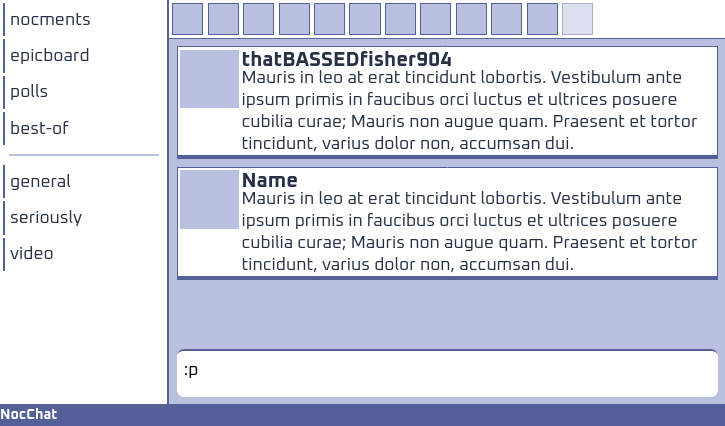 nocments
epicboard
polls
best-of
general
seriously
video
thatBASSEDfisher904
Mauris in leo at erat tincidunt lobortis. Vestibulum ante
ipsum primis in faucibus orci luctus et ultrices posuere
cubilia curae; Mauris non augue quam. Praesent et tortor
tincidunt, varius dolor non, accumsan dui.
Name
Mauris in leo at erat tincidunt lobortis. Vestibulum ante
ipsum primis in faucibus orci luctus et ultrices posuere
cubilia curae; Mauris non augue quam. Praesent et tortor
tincidunt, varius dolor non, accumsan dui.
:p
NocChat